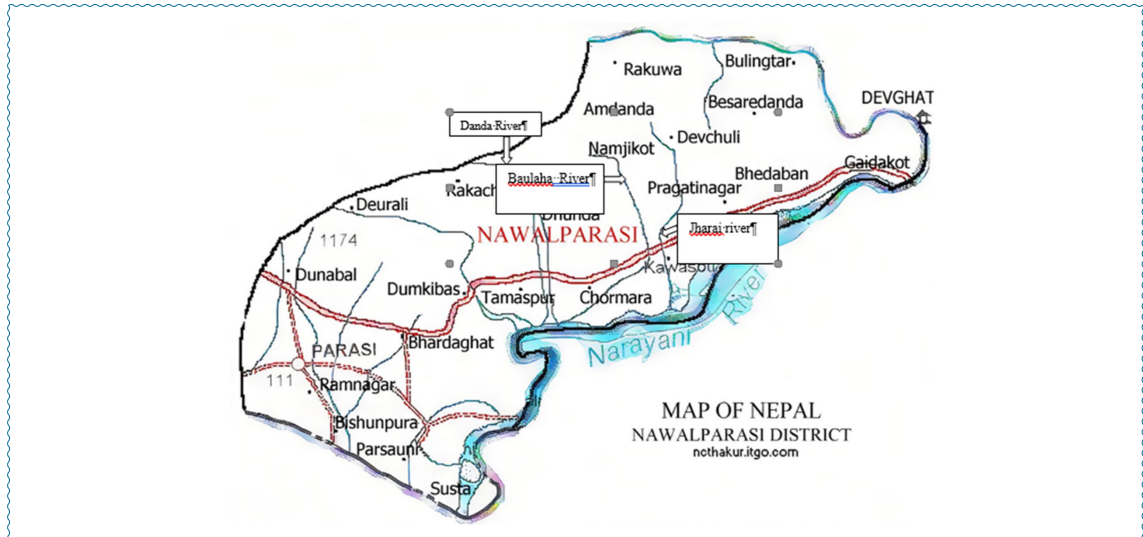 Bulingtar
Rakuwa
DEVGHAT
Amdanda
Besaredanda
Danda River¶
Devchuli
Namjikot
Gaidakot
Baulaha River¶
Bhedaban
Pragatinagar
Deurali
Jharai river¶
NAWALPARASI
1174
Dunabal
Dumkibas
Tamaspur
Chormara
River
Bhardaghat
Narayani
PARASI
111
Ramnagar
MAP OF NEPAL
Bishunpura
NAWALPARASI DISTRICT
Parsauni
ncthakur.itgo.com
Susta